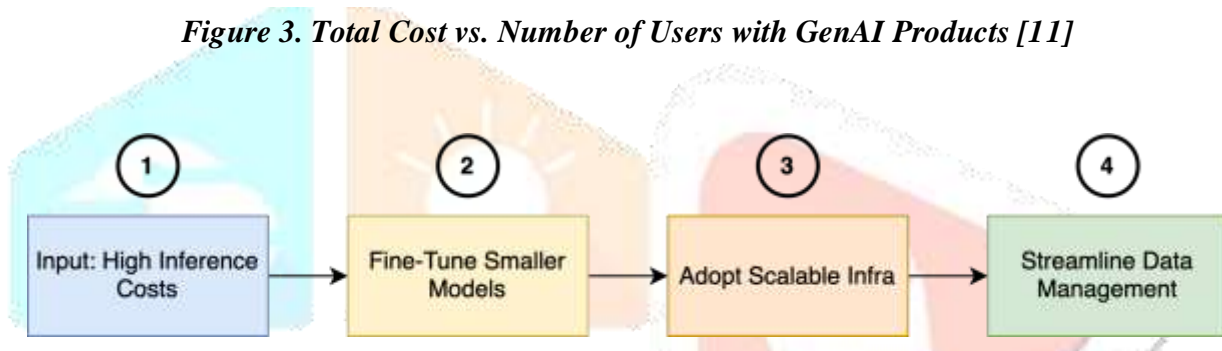 Figure 3. Total Cost vs. Number of Users with GenAI Products [11]
1
2
3
4
Input: High Inference
Costs
Fine-Tune Smaller
Models
Adopt Scalable Infra
Streamline Data
Management